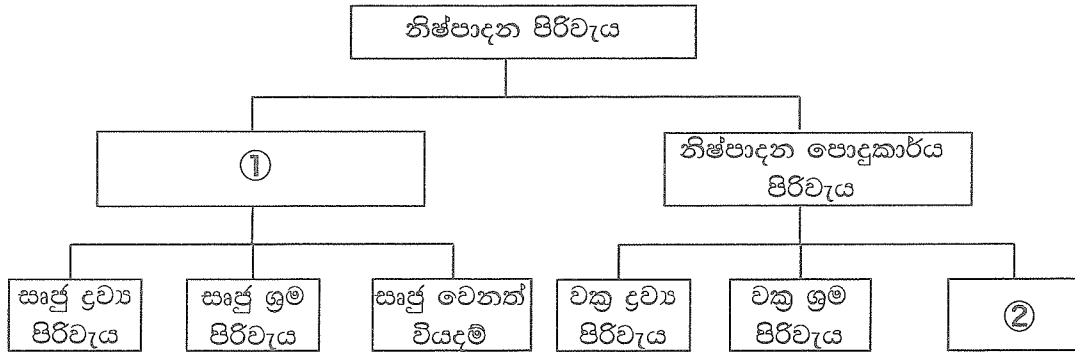 නිෂ්පාදන පිරිවැය
①
නිෂ්පාදන පොදුකාර්ය
පිරිවැය
සෘජු ද්‍රව්‍ය
පිරිවැය
සෘජු ශ්‍රම
පිරිවැය
සෘජු වෙනත්
වියදම්
වක්‍ර ද්‍රව්‍ය
පිරිවැය
වක්‍ර ශ්‍රම
පිරිවැය
②